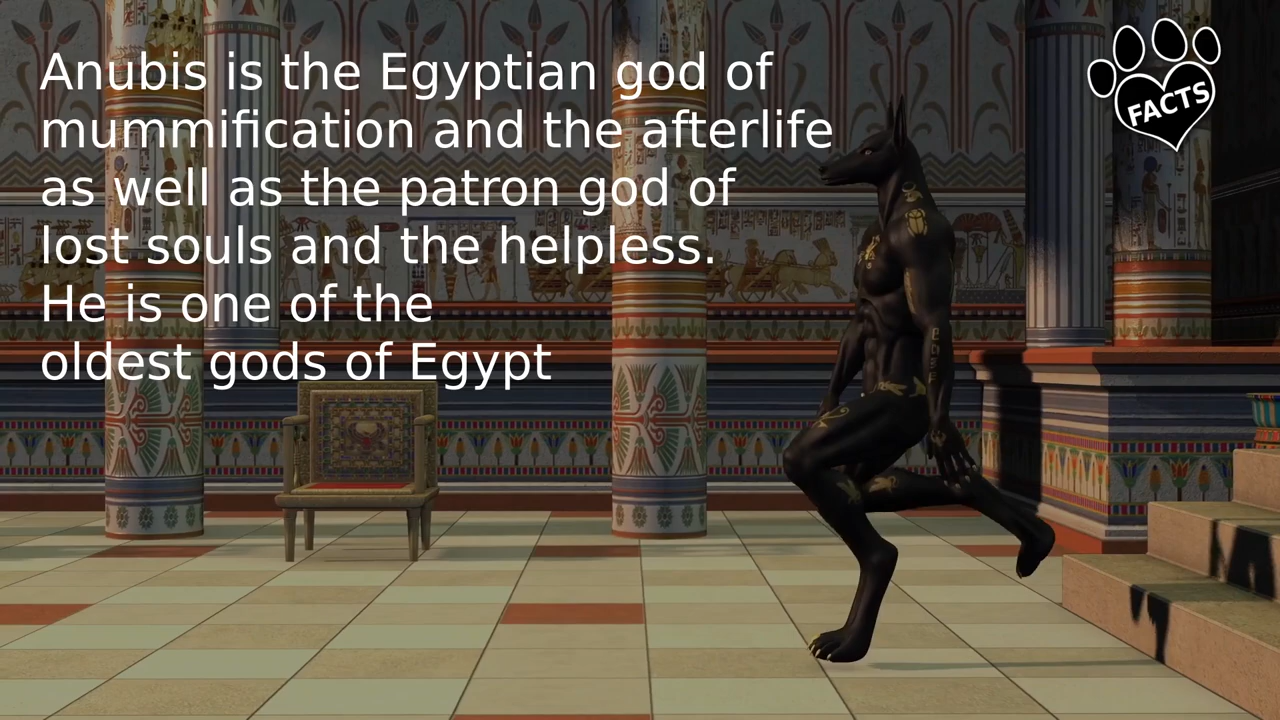 Anubis is the Egyptian god of
mummification and the afterlife
as well as the patron god of
lost souls and the helpless.
He is one of the
oldest gods of Egypt
FACTS